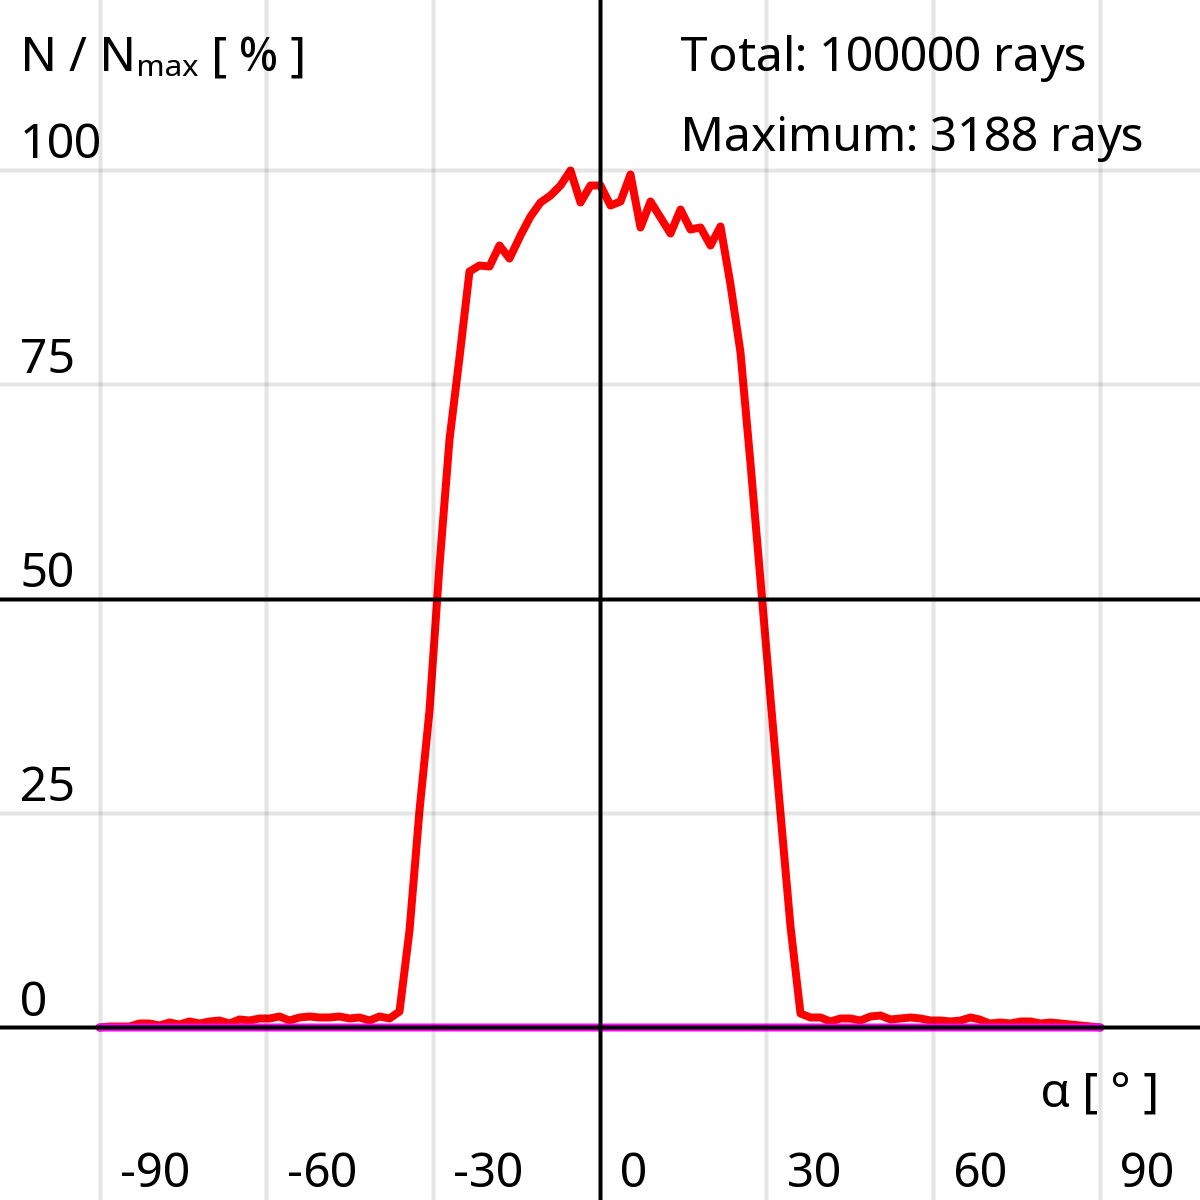 N / Nmax [ % ]
Total: 100000 rays
Maximum: 3188 rays
100
75
50
25
0
α [ ° ]
-90 -60 -30 0 30 60 90